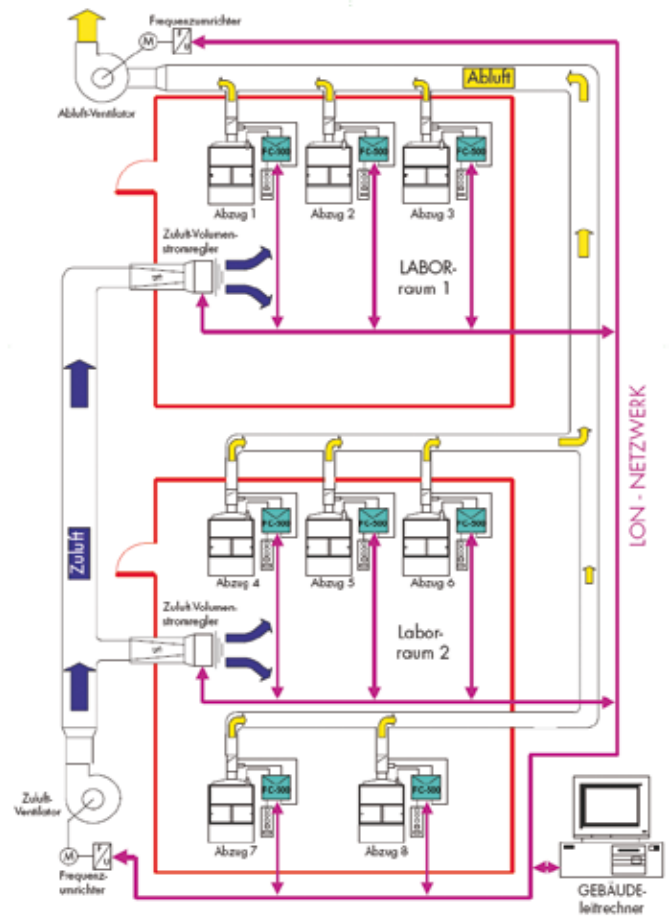 Frequenzumrichter
M
F
U
Abluft-Ventilator
Abluft
FC-500
FC-500
FC-500
Abzug 1
Abzug 2
Abzug 3
Zuluft-Volumen-
stromregler
LABOR-
raum 1
LON - NETZWERK
Zuluft
FC-500
FC-500
FC-500
Abzug 4
Abzug 5
Abzug 6
Zuluft-Volumen-
stromregler
Labor-
raum 2
Zuluft-
Ventilator
FC-500
FC-500
Abzug 7
Abzug 8
M
F
U
Frequenz-
umrichter
GEBÄUDE-
leitrechner